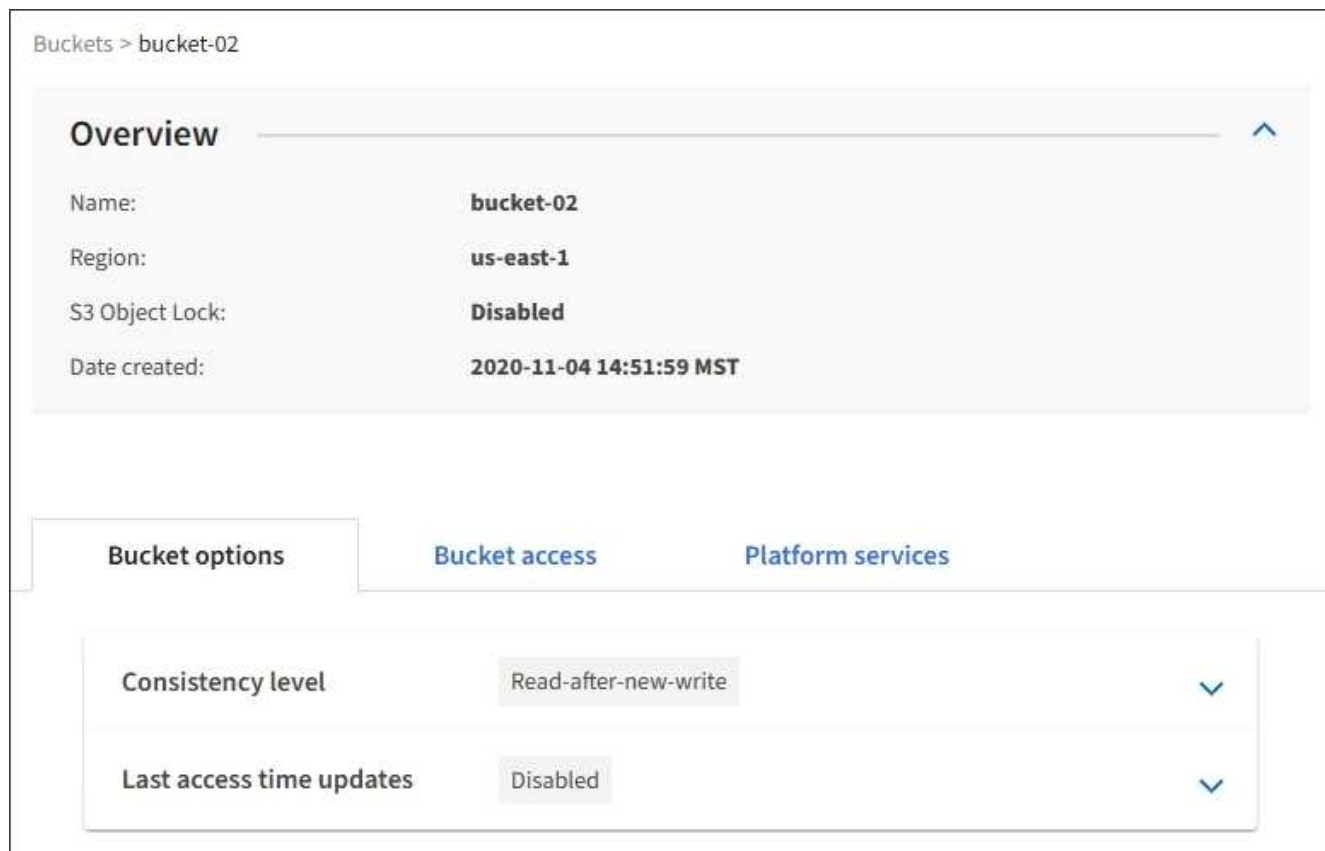 Buckets > bucket-02
Overview
Name: bucket-02
Region: us-east-1
S3 Object Lock: Disabled
Date created: 2020-11-04 14:51:59 MST
Bucket options Bucket access Platform services
Consistency level Read-after-new-write
Last access time updates Disabled